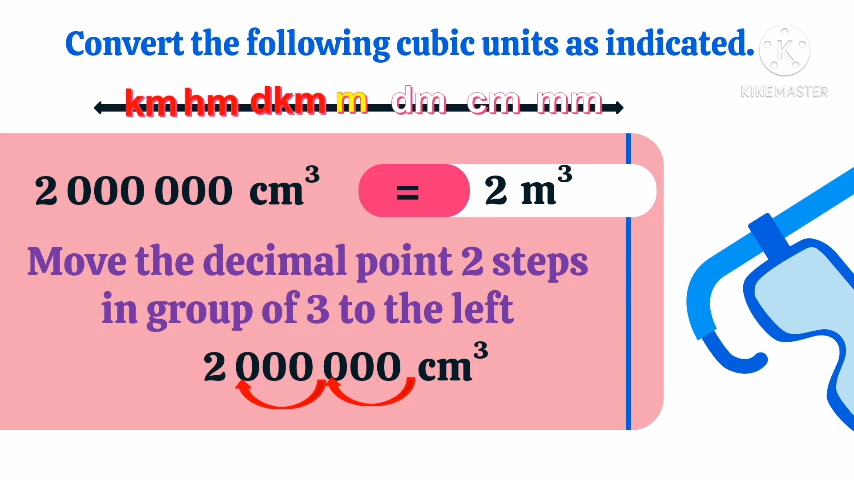 Convert the following cubic units as indicated.
K
KINEMASTER
km hm dkm m dm cm mm
2 000 000 cm³ = 2 m³
Move the decimal point 2 steps
in group of 3 to the left
2 000 000 cm³